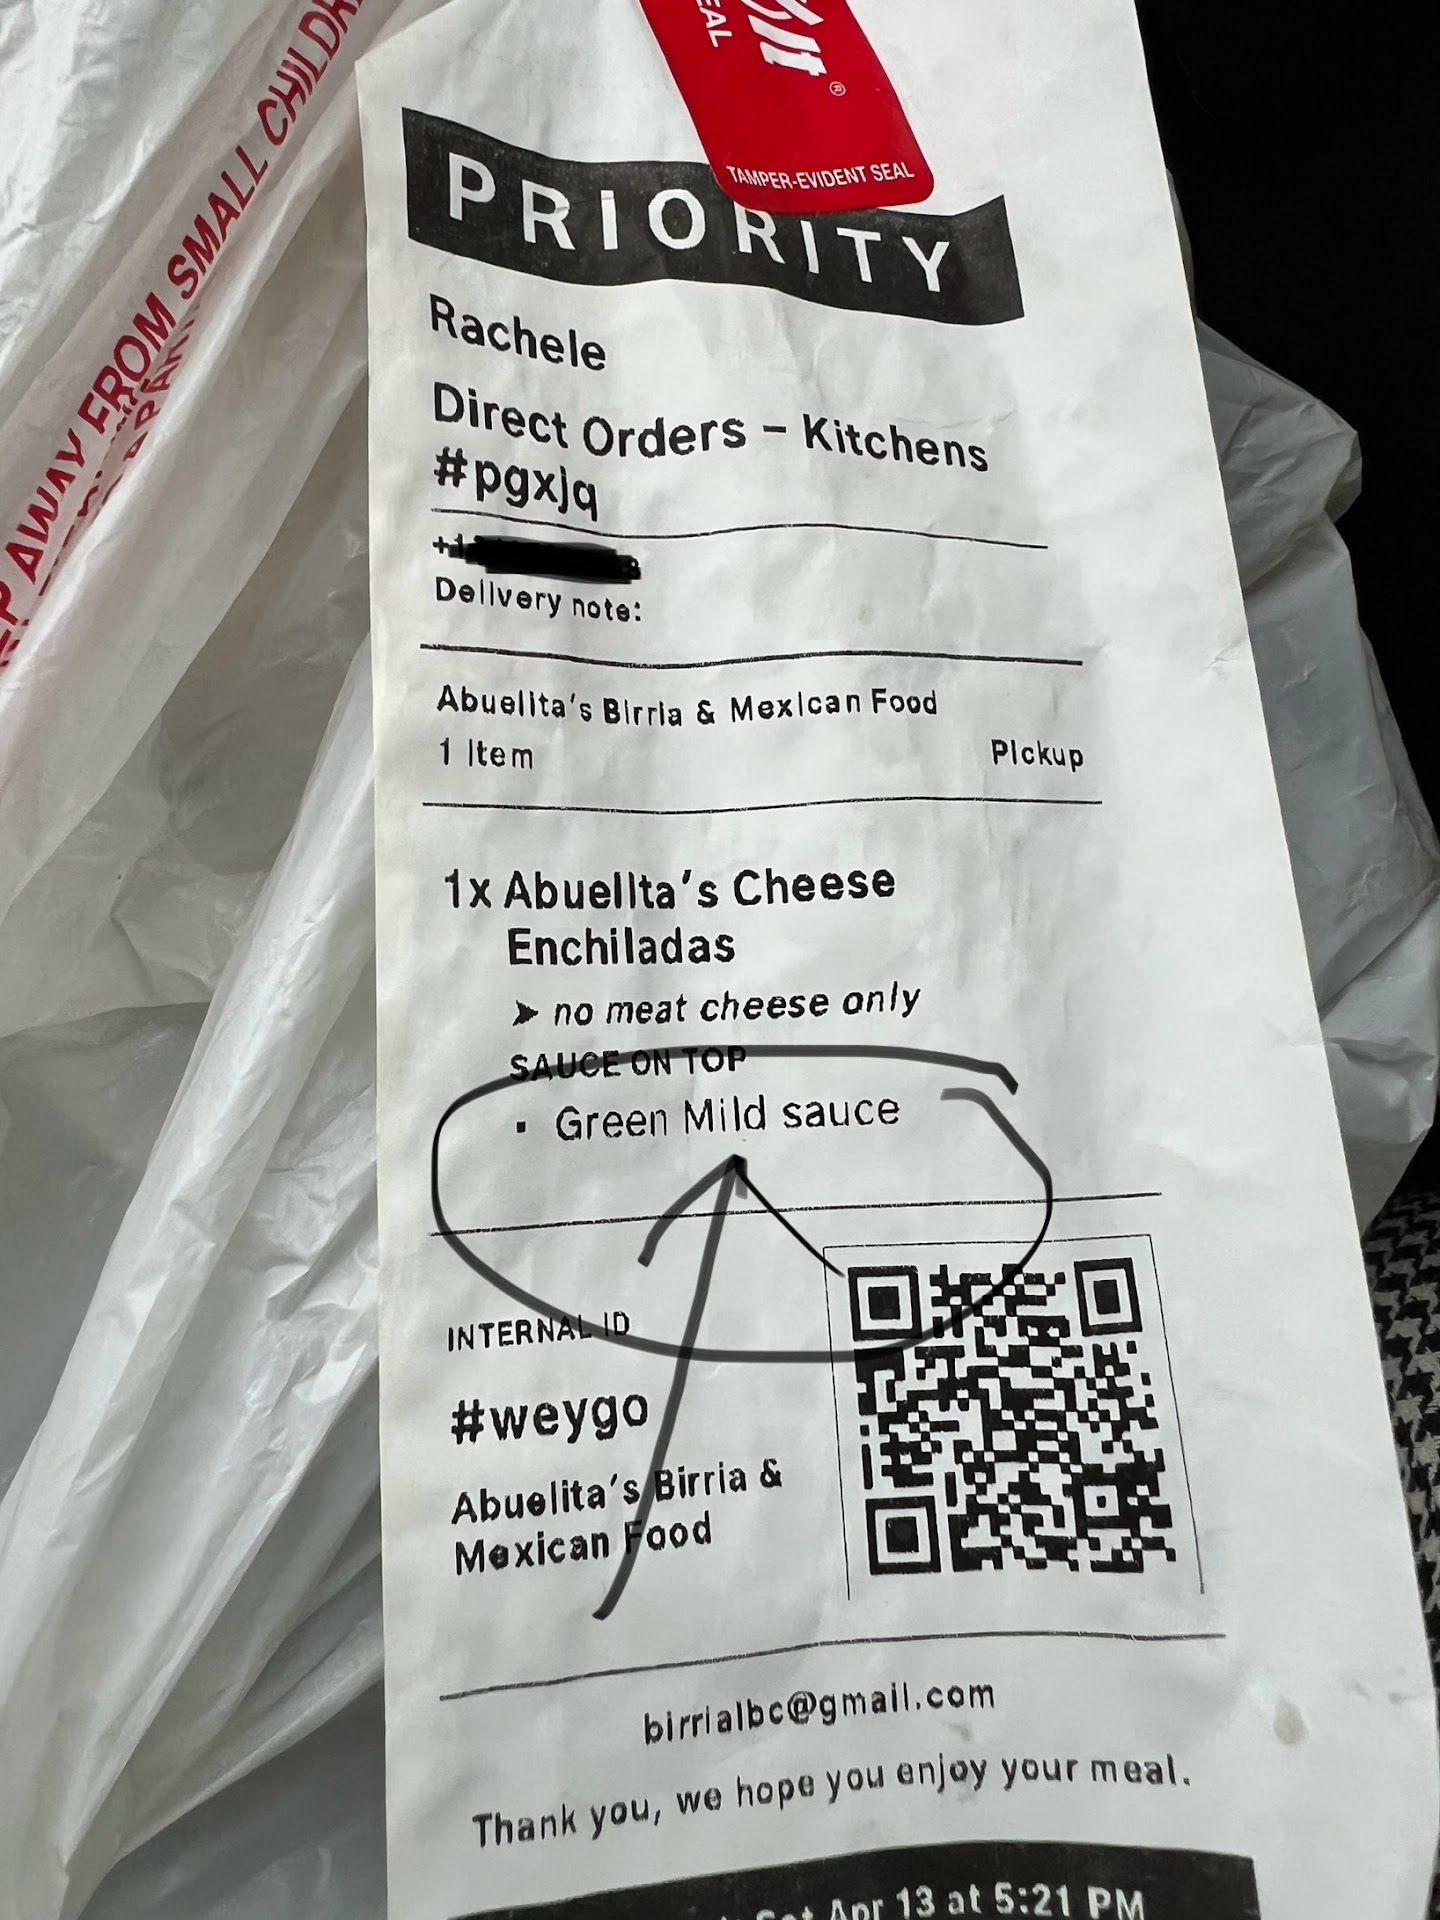 EAL
®
TAMPER-EVIDENT SEAL
AWAY FROM SMALL
PRIORITY
Rachele
Direct Orders - Kitchens
#pgxjq
+1
Delivery note:
Abuelita's Birria & Mexican Food
1 Item Pickup
1x Abuelita's Cheese
Enchiladas
➤ no meat cheese only
SAUCE ON TOP
▪ Green Mild sauce
INTERNAL ID
#weygo
Abuelita's Birria &
Mexican Food
birrialbc@gmail.com
Thank you, we hope you enjoy your meal.
Sat Apr 13 at 5:21 PM